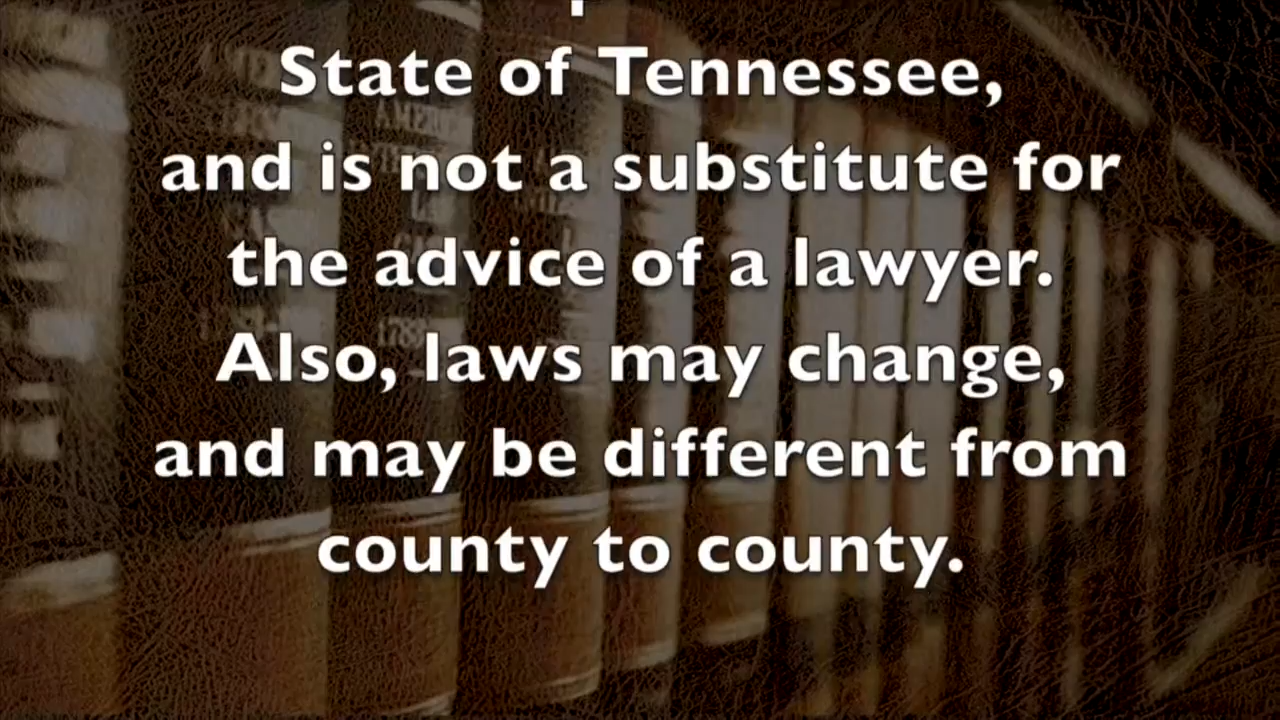 State of Tennessee,
and is not a substitute for
the advice of a lawyer.
Also, laws may change,
and may be different from
county to county.